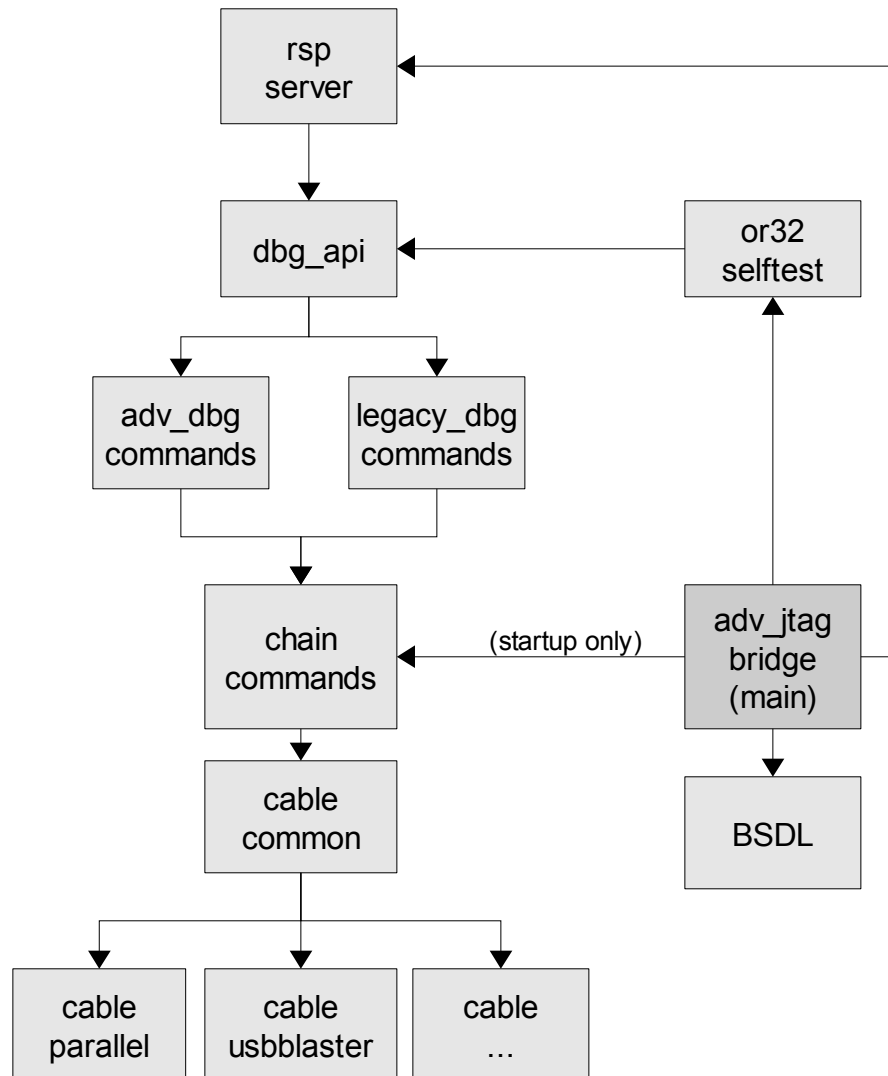 rsp
server
dbg_api
or32
selftest
adv_dbg
commands
legacy_dbg
commands
chain
commands
(startup only)
adv_jtag
bridge
(main)
cable
common
BSDL
cable
parallel
cable
usbblaster
cable
...